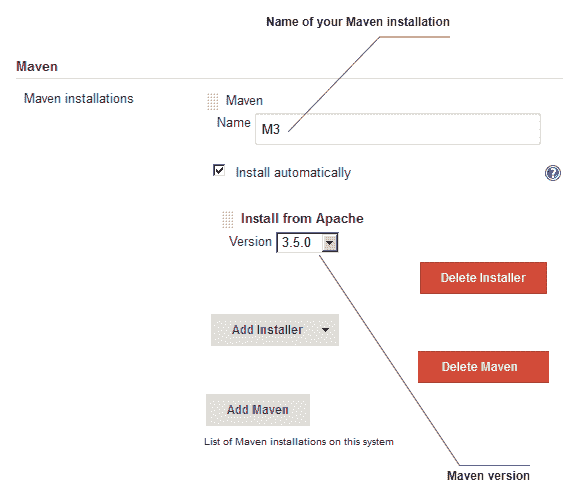 Name of your Maven installation
Maven
Maven installations
Maven
Name
M3
Install automatically
?
Install from Apache
Version
3.5.0
Delete Installer
Add Installer
Delete Maven
Add Maven
List of Maven installations on this system
Maven version